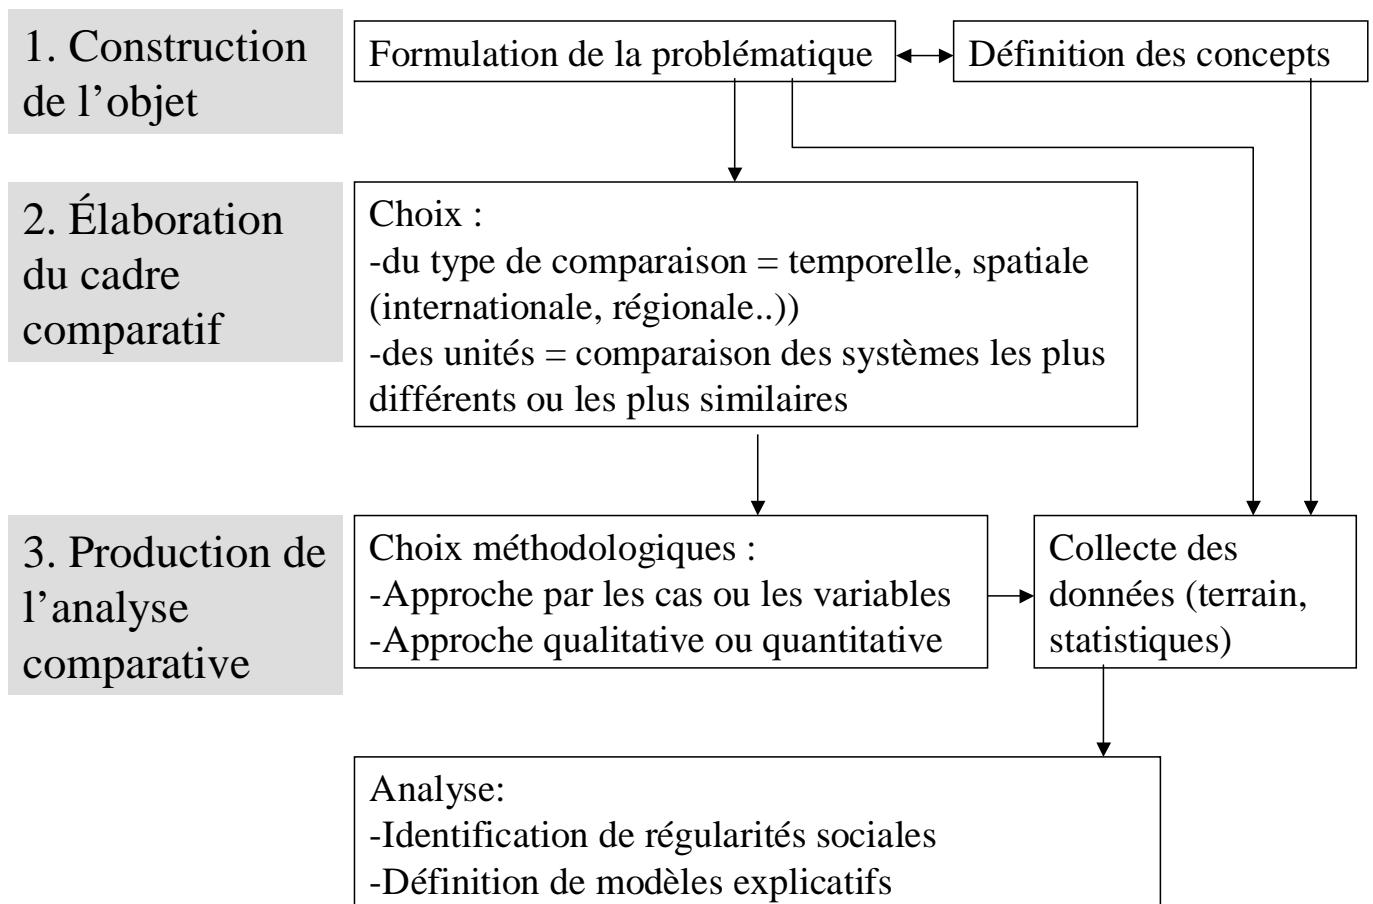 1. Construction
de l’objet
Formulation de la problématique
Définition des concepts
2. Élaboration
du cadre
comparatif
Choix :
-du type de comparaison = temporelle, spatiale
(internationale, régionale..))
-des unités = comparaison des systèmes les plus
différents ou les plus similaires
3. Production de
l’analyse
comparative
Choix méthodologiques :
-Approche par les cas ou les variables
-Approche qualitative ou quantitative
Collecte des
données (terrain,
statistiques)
Analyse:
-Identification de régularités sociales
-Définition de modèles explicatifs